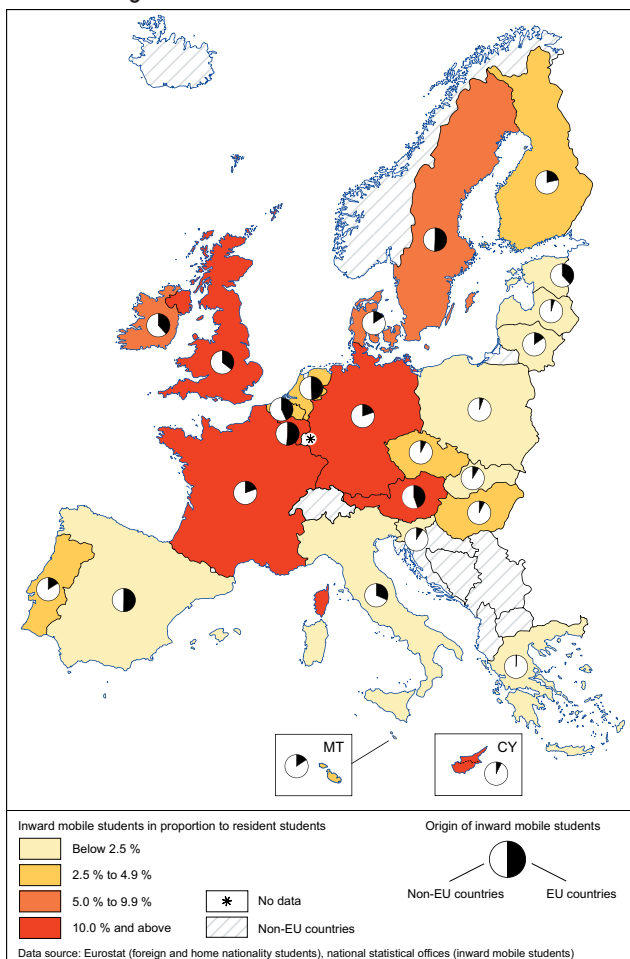 MT
CY
Inward mobile students in proportion to resident students
Origin of inward mobile students
Below 2.5 %
2.5 % to 4.9 %
5.0 % to 9.9 %
10.0 % and above
* No data
Non-EU countries
Non-EU countries
EU countries
Data source: Eurostat (foreign and home nationality students), national statistical offices (inward mobile students)